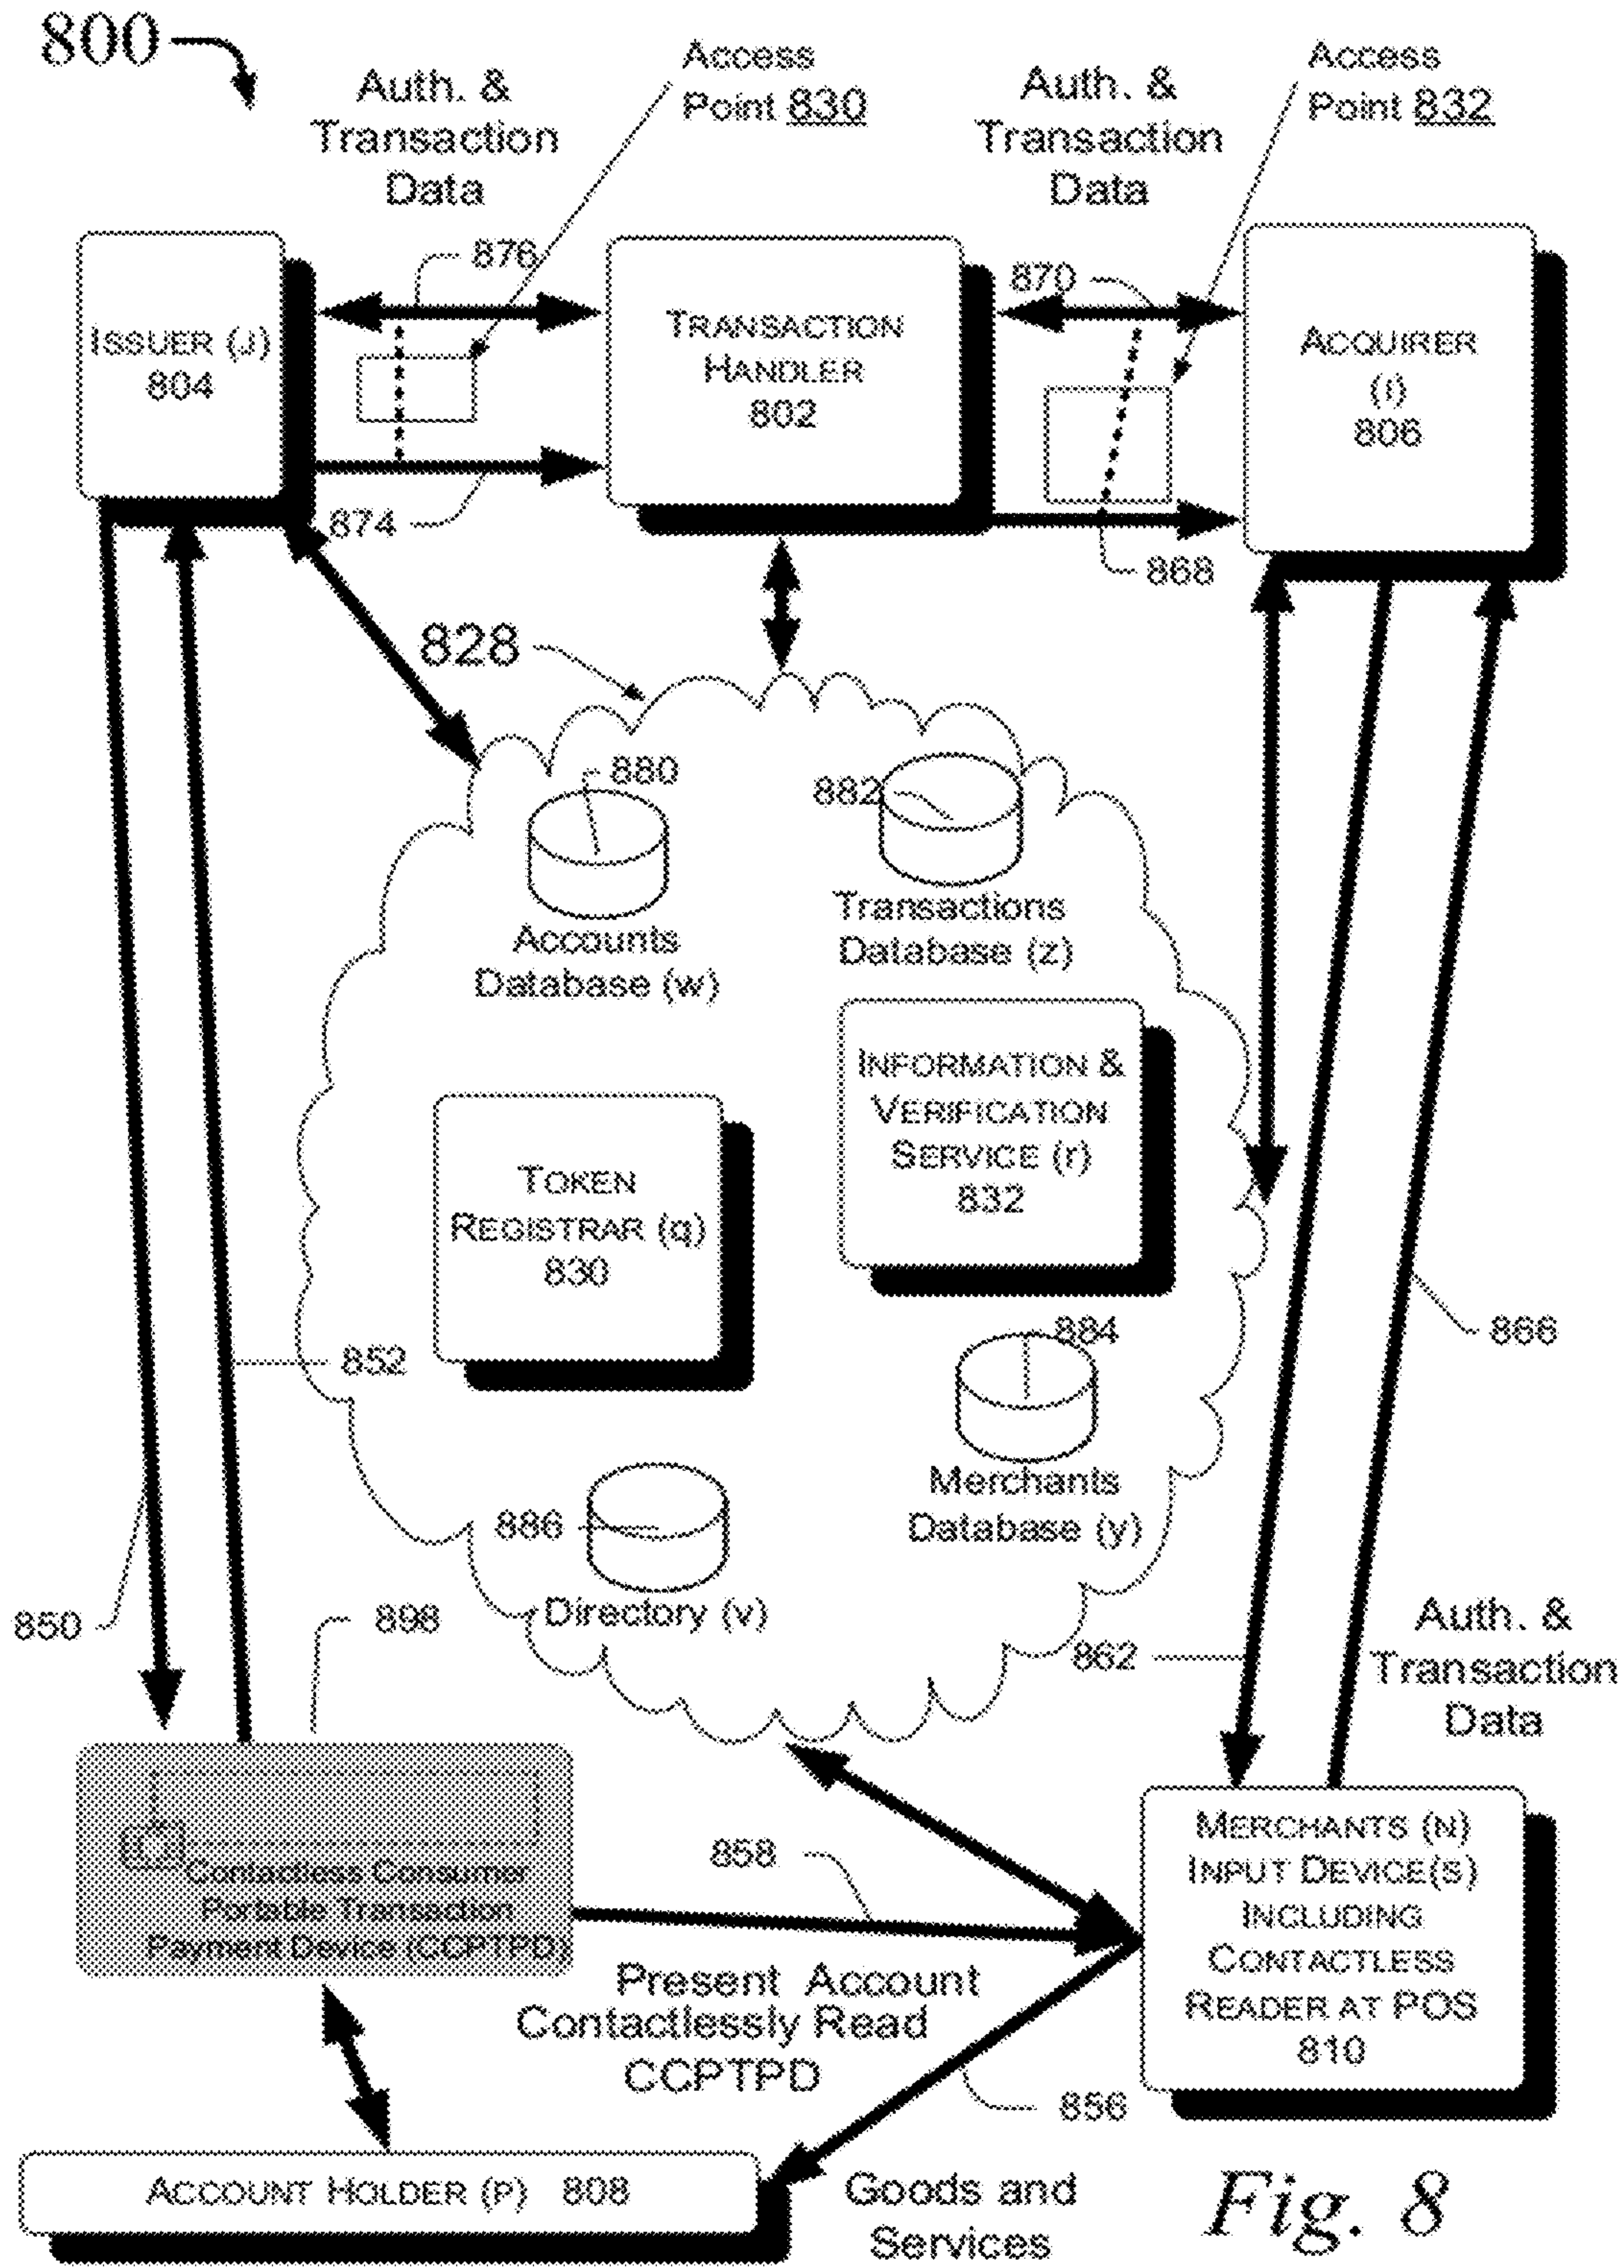 800
Auth. &
Transaction
Data
Access
Point 830
Auth. &
Transaction
Data
Access
Point 832
876
870
ISSUER (J)
804
TRANSACTION
HANDLER
802
ACQUIRER
(I)
806
874
868
828
880
882
Accounts
Database (w)
Transactions
Database (z)
INFORMATION &
VERIFICATION
SERVICE (r)
832
TOKEN
REGISTRAR (q)
830
884
866
852
Merchants
Database (y)
886
Directory (v)
850
898
862
Auth. &
Transaction
Data
Contactless Consumer
Portable Transaction
Payment Device (CCPTPD)
858
MERCHANTS (N)
INPUT DEVICE(S)
INCLUDING
CONTACTLESS
READER AT POS
810
Present Account
Contactlessly Read
CCPTPD
856
ACCOUNT HOLDER (P) 808
Goods and
Services
Fig. 8